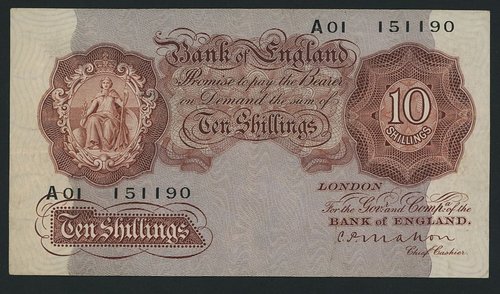 A01 151190
Bank of England
Promise to pay the Bearer
on Demand the sum of
Ten Shillings
10
SHILLINGS
A01 151190
LONDON
For the Gov.r and Comp.a of the
BANK OF ENGLAND.
Ten Shillings
C.P. Mahon
Chief Cashier.